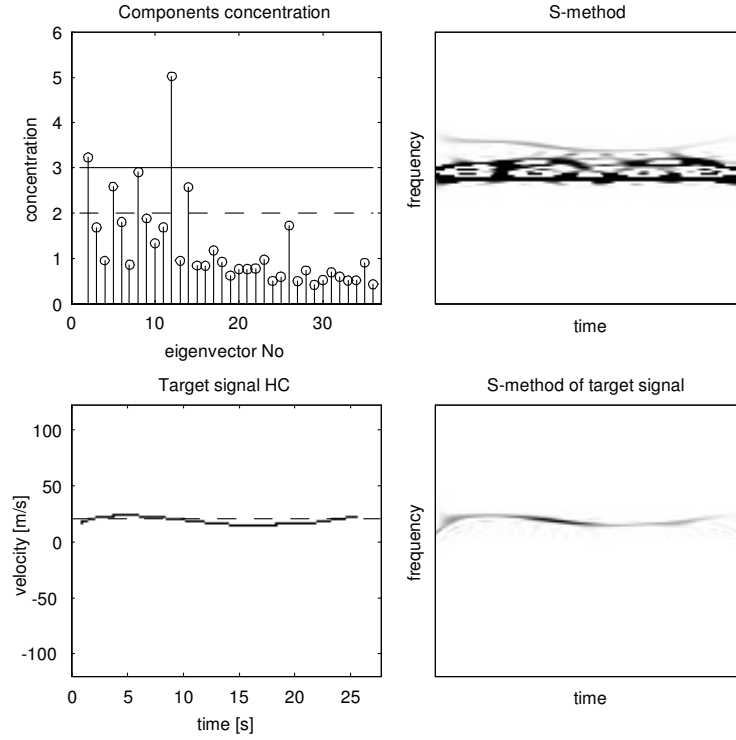 Components concentration
6
5
4
3
2
1
0
concentration
0 10 20 30
eigenvector No
S-method
frequency
time
Target signal HC
100
50
0
-50
-100
velocity [m/s]
0 5 10 15 20 25
time [s]
S-method of target signal
frequency
time